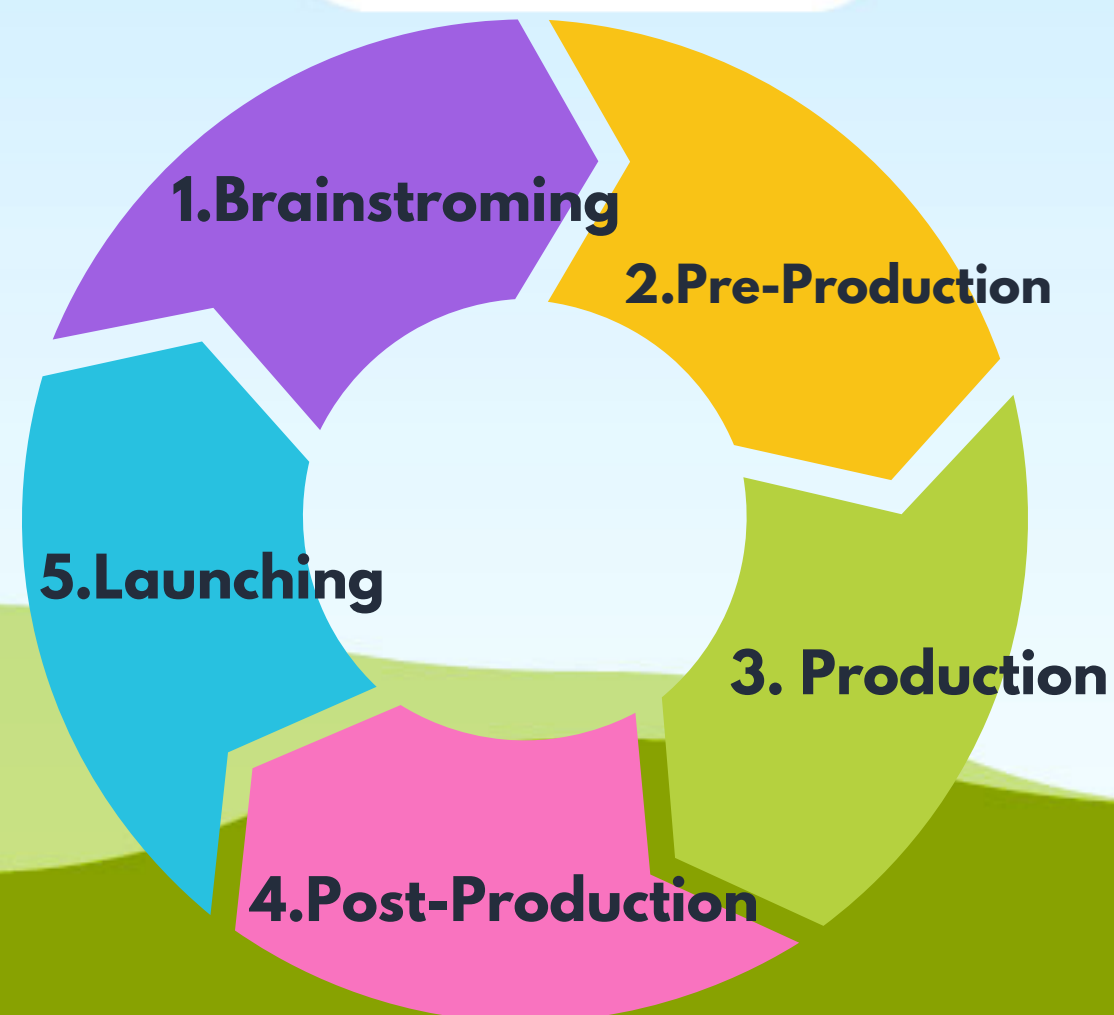 1.Brainstroming
2.Pre-Production
3. Production
4.Post-Production
5.Launching